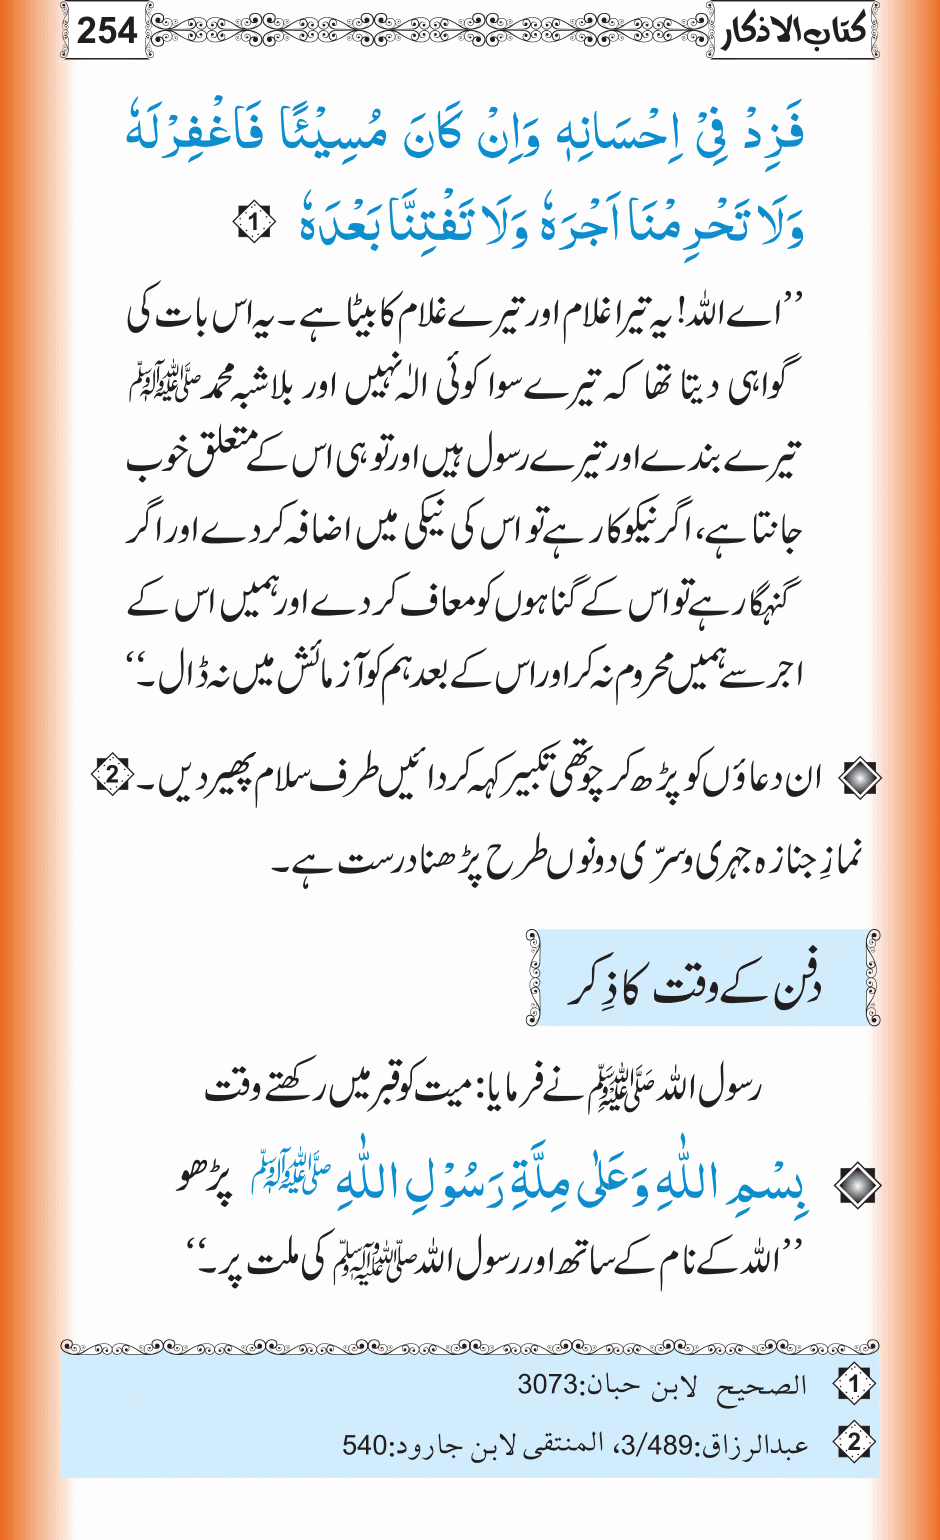 کتاب الاذکار 254
فَزِدْ فِیْ اِحْسَانِهٖ وَاِنْ کَانَ مُسِیْئًا فَاغْفِرْ لَهٗ
وَلَا تَحْرِمْنَا اَجْرَهٗ وَلَا تَفْتِنَّا بَعْدَهٗ 1
’’اے اللہ! یہ تیرا غلام اور تیرے غلام کا بیٹا ہے۔ یہ اس بات کی
گواہی دیتا تھا کہ تیرے سوا کوئی الٰہ نہیں اور بلاشبہ محمد ﷺ
تیرے بندے اور تیرے رسول ہیں اور تو ہی اس کے متعلق خوب
جانتا ہے، اگر نیکوکار ہے تو اس کی نیکی میں اضافہ کردے اور اگر
گنہگار ہے تو اس کے گناہوں کو معاف کر دے اور ہمیں اس کے
اجر سے ہمیں محروم نہ کر اور اس کے بعد ہم کو آزمائش میں نہ ڈال۔‘‘
ان دعاؤں کو پڑھ کر چوتھی تکبیر کہہ کر دائیں طرف سلام پھیر دیں۔ 2
نمازِ جنازہ جہری و سرّی دونوں طرح پڑھنا درست ہے۔
دفن کے وقت کا ذِکر
رسول اللہ ﷺ نے فرمایا: میت کو قبر میں رکھتے وقت
بِسْمِ اللّٰهِ وَعَلٰی مِلَّةِ رَسُوْلِ اللّٰهِ ﷺ پڑھو
’’اللہ کے نام کے ساتھ اور رسول اللہ ﷺ کی ملت پر۔‘‘
1 الصحیح لابن حبان:3073
2 عبدالرزاق:3/489، المنتقی لابن جارود:540